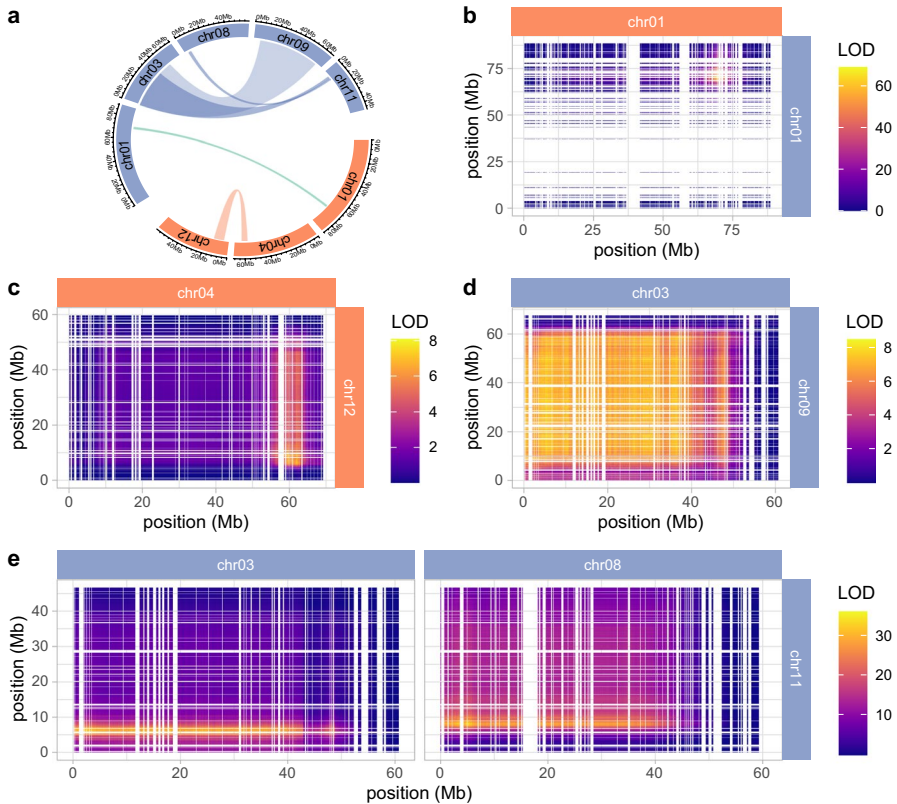 a
chr03
chr08
chr09
chr11
chr01
chr01
chr04
chr12
0Mb 20Mb 40Mb 60Mb
0Mb 20Mb 40Mb
b
chr01
chr01
position (Mb)
75
50
25
0
0 25 50 75
position (Mb)
LOD
60
40
20
0
c
chr04
chr12
position (Mb)
60
40
20
0
0 20 40 60
position (Mb)
LOD
8
6
4
2
d
chr03
chr09
position (Mb)
60
40
20
0
0 20 40 60
position (Mb)
LOD
8
6
4
2
e
chr03
chr08
chr11
position (Mb)
40
30
20
10
0
0 20 40 60
0 20 40 60
position (Mb)
LOD
30
20
10